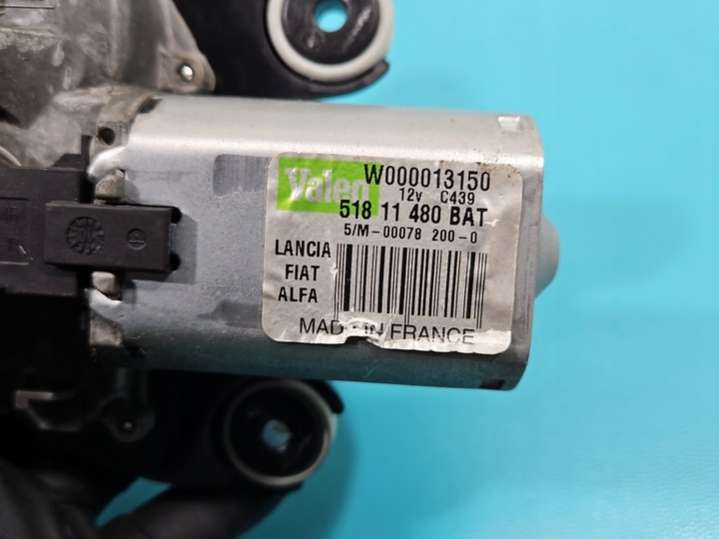 Valeo
W000013150
12v C439
518 11 480 BAT
5/M-00078 200-0
LANCIA
FIAT
ALFA
MADE IN FRANCE